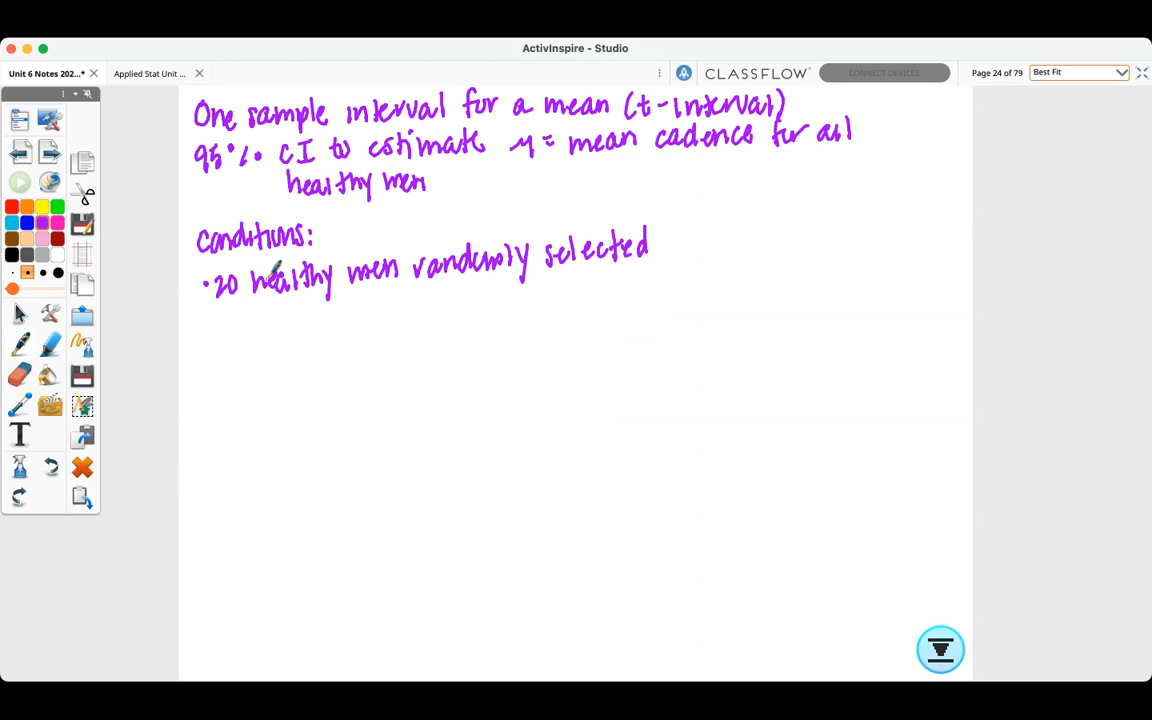 ActivInspire - Studio
Unit 6 Notes 202...*
Applied Stat Unit ...
CLASSFLOW
CONNECT DEVICES
Page 24 of 79
Best Fit
One sample interval for a mean (t-interval)
95% CI to estimate μ = mean cadence for all
healthy men
Conditions:
• 20 healthy men randomly selected